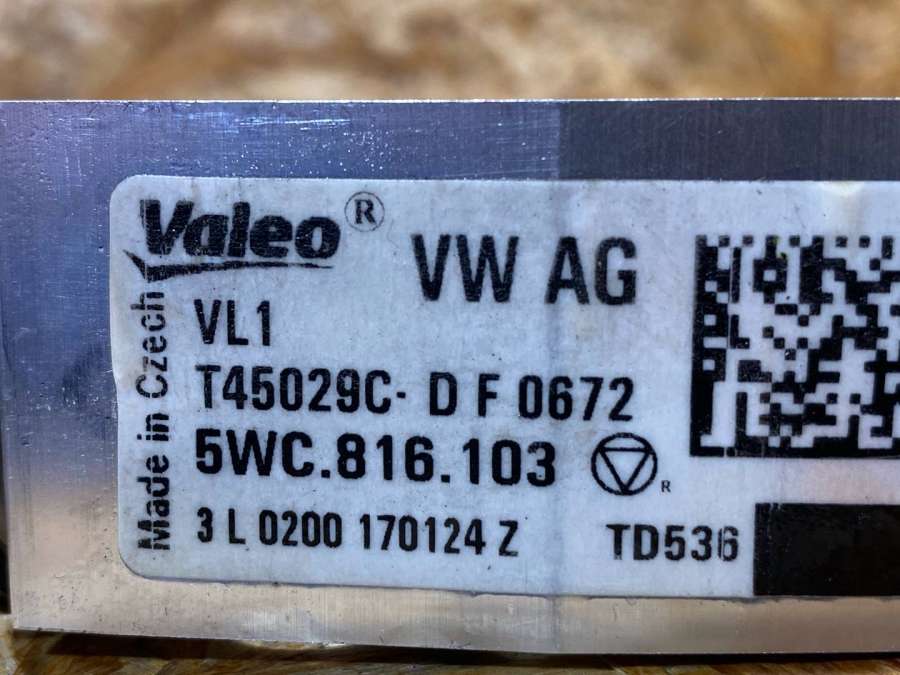 Valeo®
VW AG
Made in Czech
VL1
T45029C- D F 0672
5WC.816.103
R
3 L 0200 170124 Z
TD536